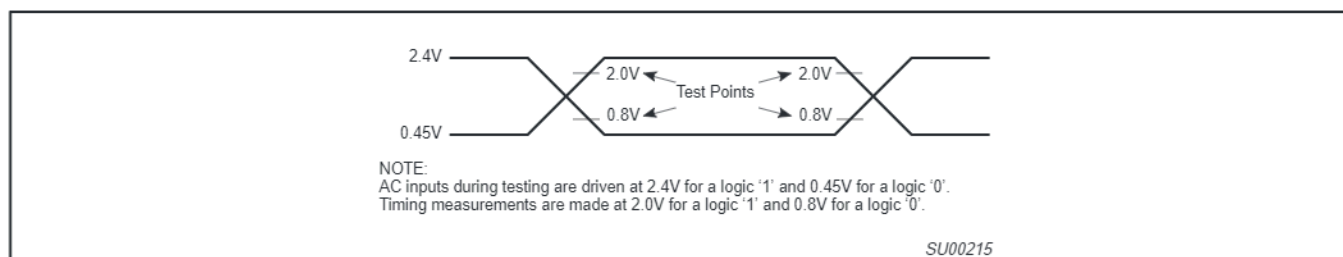 2.4V
2.0V
2.0V
Test Points
0.8V
0.8V
0.45V
NOTE:
AC inputs during testing are driven at 2.4V for a logic ‘1’ and 0.45V for a logic ‘0’.
Timing measurements are made at 2.0V for a logic ‘1’ and 0.8V for a logic ‘0’.
SU00215